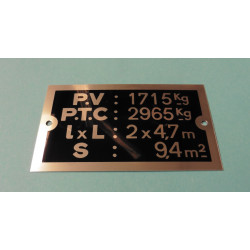 P.V : 1715 Kg
P.T.C : 2965 Kg
l x L : 2 x 4,7 m
S : 9,4 m²